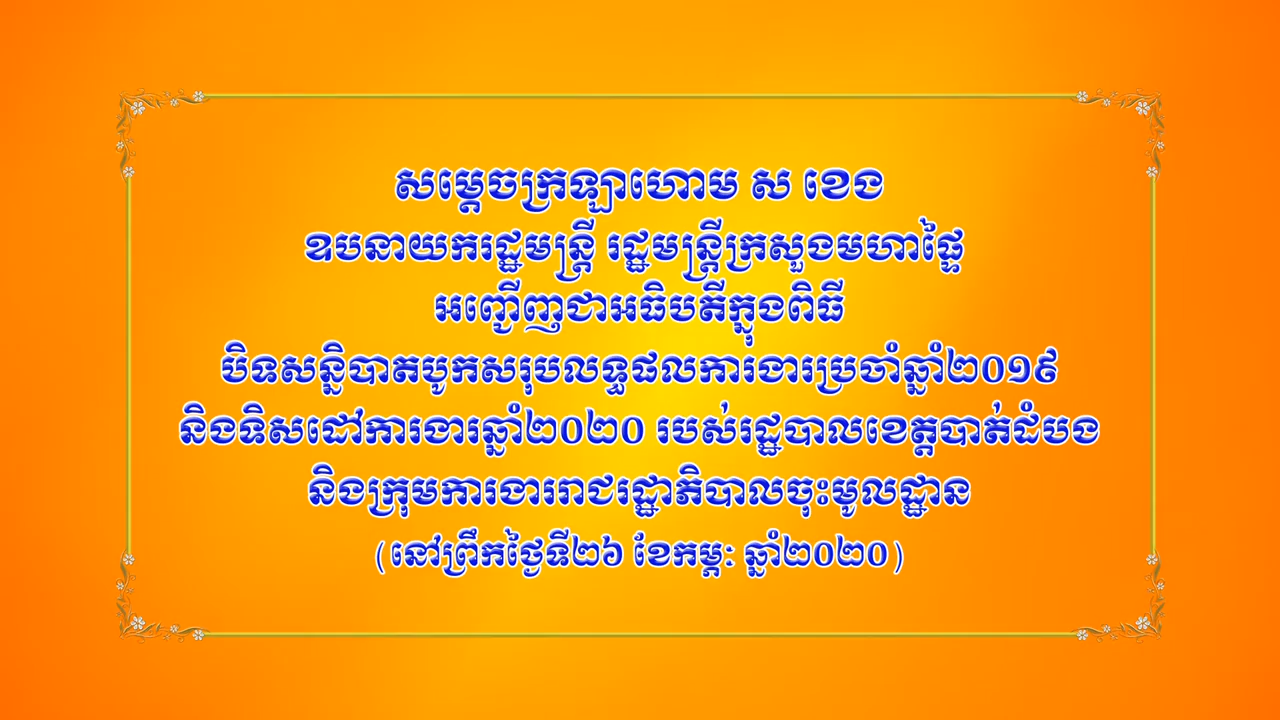 សម្ដេចក្រឡាហោម ស ខេង
ឧបនាយករដ្ឋមន្ត្រី រដ្ឋមន្ត្រីក្រសួងមហាផ្ទៃ
អញ្ជើញជាអធិបតីក្នុងពិធី
បិទសន្និបាតបូកសរុបលទ្ធផលការងារប្រចាំឆ្នាំ២០១៩
និងទិសដៅការងារឆ្នាំ២០២០ របស់រដ្ឋបាលខេត្តបាត់ដំបង
និងក្រុមការងាររាជរដ្ឋាភិបាលចុះមូលដ្ឋាន
(នៅព្រឹកថ្ងៃទី២៦ ខែកម្ភៈ ឆ្នាំ២០២០)